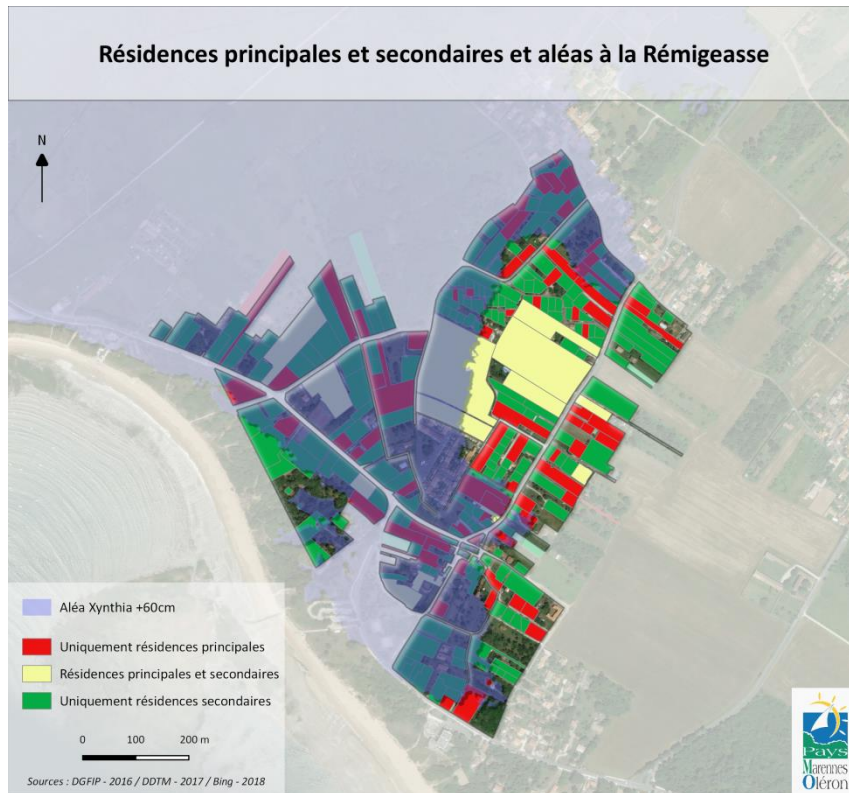 Résidences principales et secondaires et aléas à la Rémigeasse
N
Aléa Xynthia +60cm
Uniquement résidences principales
Résidences principales et secondaires
Uniquement résidences secondaires
0 100 200 m
Sources : DGFIP - 2016 / DDTM - 2017 / Bing - 2018
Pays
Marennes
Oléron